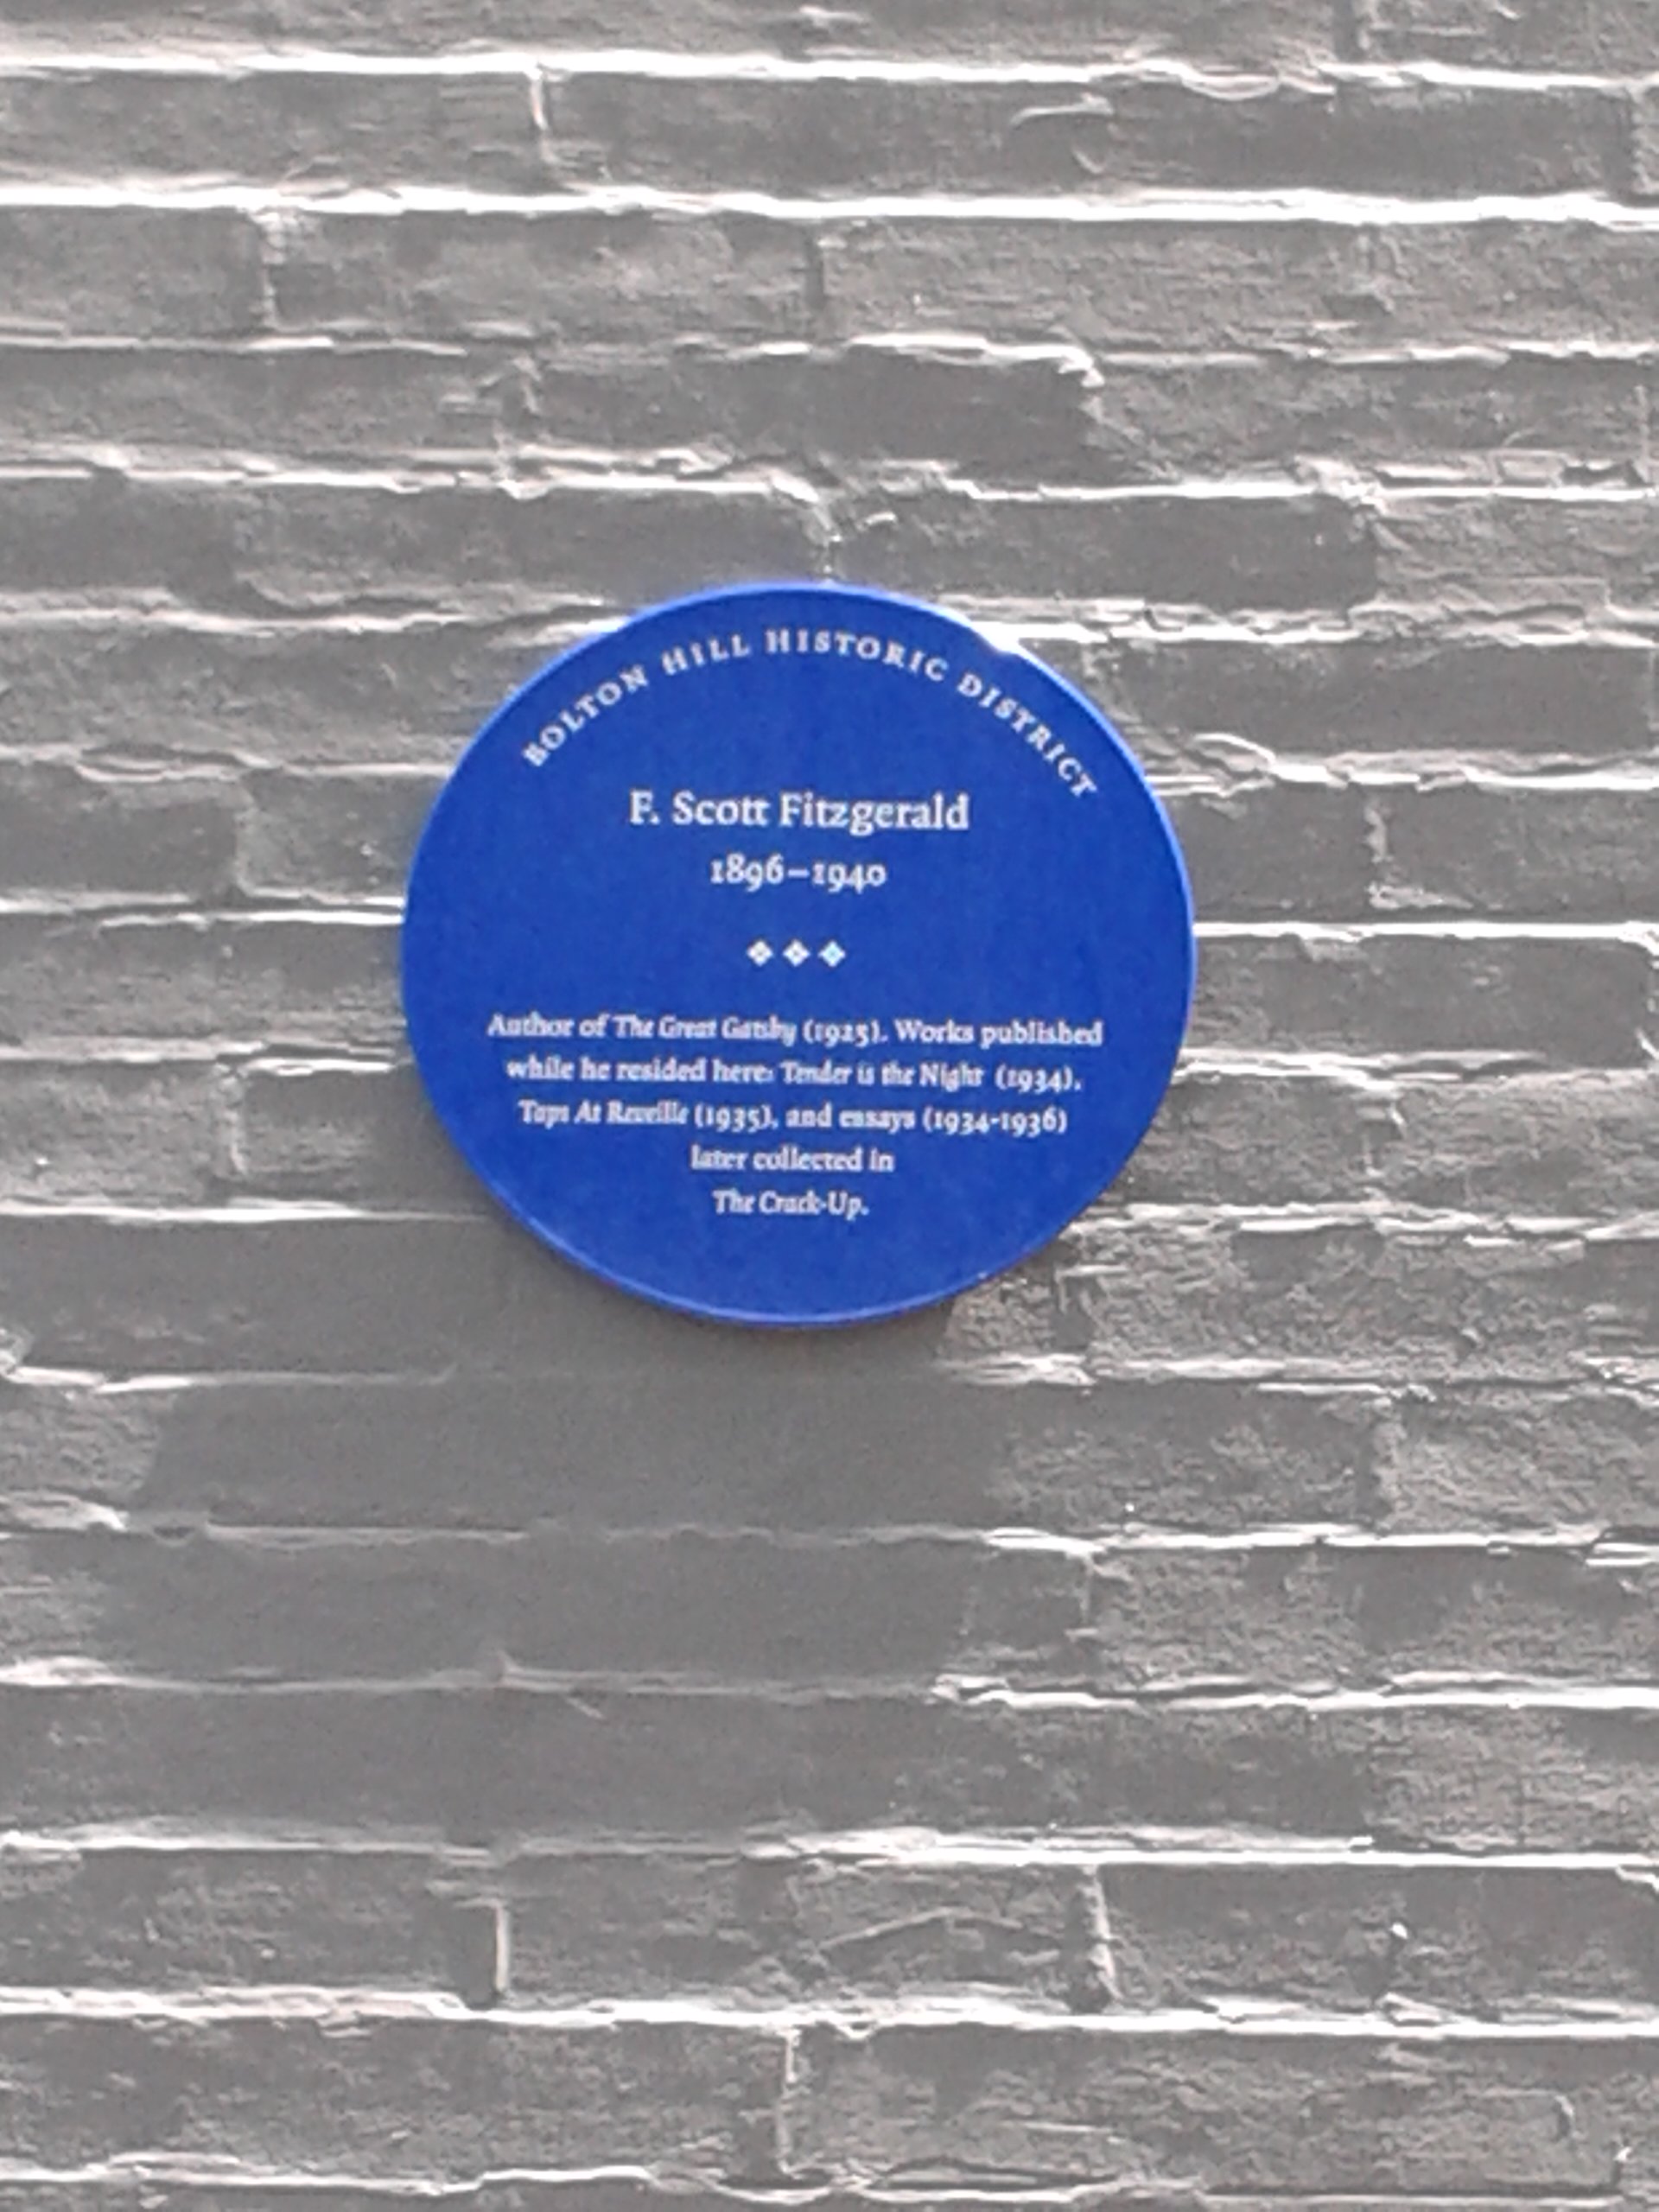 BOLTON HILL HISTORIC DISTRICT
F. Scott Fitzgerald
1896–1940
Author of The Great Gatsby (1925). Works published
while he resided here: Tender is the Night (1934),
Taps At Reveille (1935), and essays (1934-1936)
later collected in
The Crack-Up.